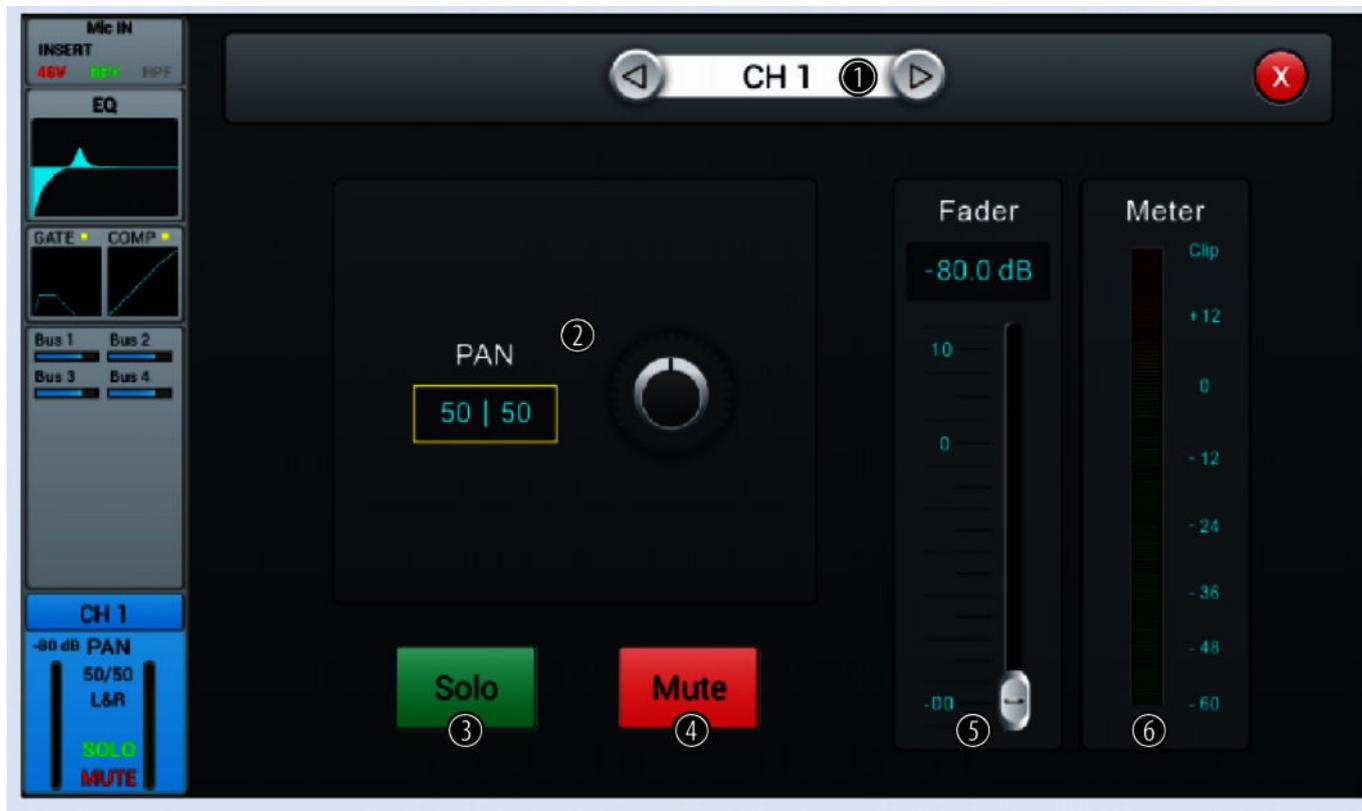 Mic IN
INSERT
48V REV HPF
EQ
GATE COMP
Bus 1 Bus 2
Bus 3 Bus 4
CH 1
-80 dB PAN
50/50
L&R
SOLO
MUTE
CH 1 ①
X
PAN ②
50 | 50
Solo
③
Mute
④
Fader
-80.0 dB
10
0
-00
⑤
Meter
Clip
+12
0
-12
-24
-36
-48
-60
⑥